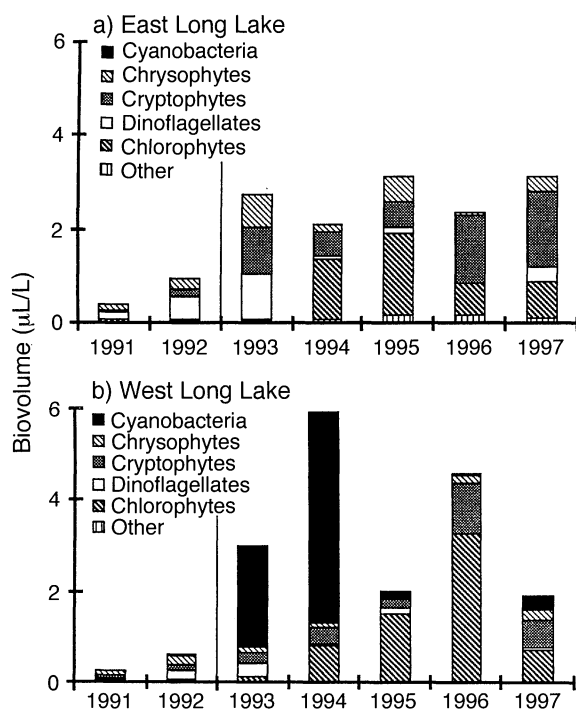 a) East Long Lake
6
Cyanobacteria
Chrysophytes
Cryptophytes
4
Dinoflagellates
Chlorophytes
Other
2
0
1991 1992 1993 1994 1995 1996 1997
Biovolume (μL/L)
b) West Long Lake
6
Cyanobacteria
Chrysophytes
Cryptophytes
Dinoflagellates
4
Chlorophytes
Other
2
0
1991 1992 1993 1994 1995 1996 1997